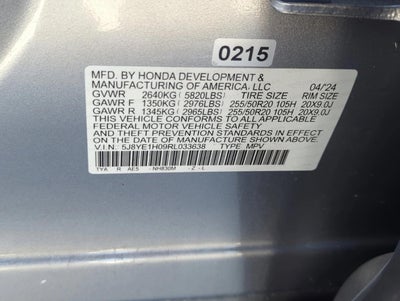 0215
MFD. BY HONDA DEVELOPMENT &
MANUFACTURING OF AMERICA, LLC 04/24
GVWR 2640KG( 5820LBS) TIRE SIZE RIM SIZE
GAWR F 1350KG (2976LBS) 255/50R20 105H 20X9.0J
GAWR R 1345KG (2965LBS) 255/50R20 105H 20X9.0J
THIS VEHICLE CONFORMS TO ALL APPLICABLE
FEDERAL MOTOR VEHICLE SAFETY
AND THEFT PREVENTION STANDARDS IN EFFECT
ON THE DATE OF MANUFACTURE SHOWN ABOVE.
V.I.N. 5J8YE1H09RL033638 TYPE MPV
TYA R AE5 NH830M Z - L